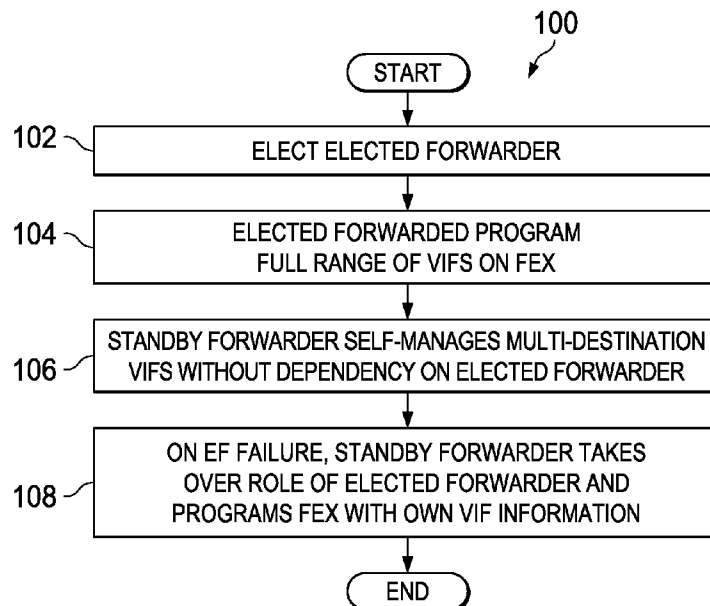 100
START
102
ELECT ELECTED FORWARDER
104
ELECTED FORWARDED PROGRAM
FULL RANGE OF VIFS ON FEX
106
STANDBY FORWARDER SELF-MANAGES MULTI-DESTINATION
VIFS WITHOUT DEPENDENCY ON ELECTED FORWARDER
108
ON EF FAILURE, STANDBY FORWARDER TAKES
OVER ROLE OF ELECTED FORWARDER AND
PROGRAMS FEX WITH OWN VIF INFORMATION
END